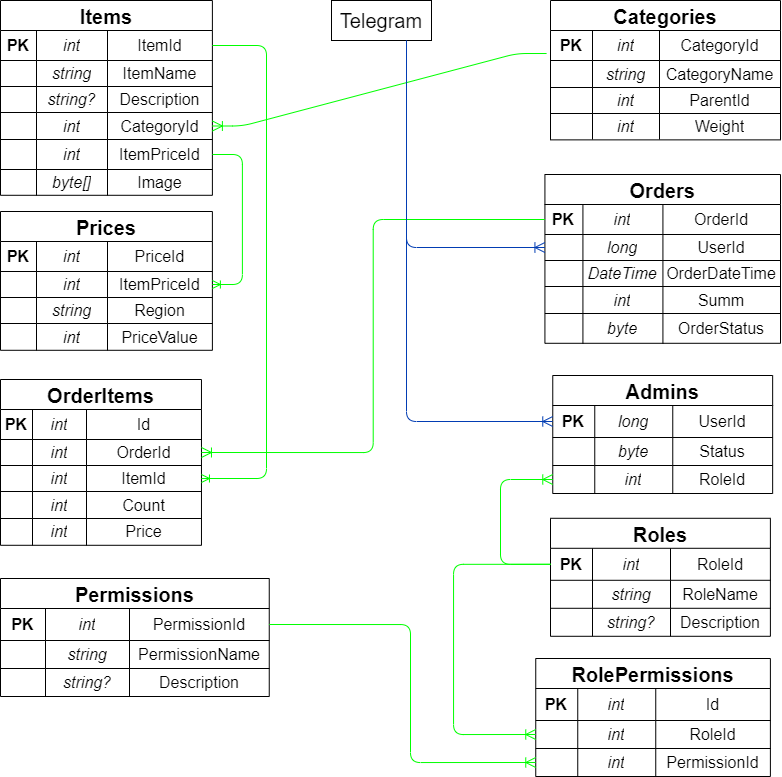 Items
PK int ItemId
string ItemName
string? Description
int CategoryId
int ItemPriceId
byte[] Image
Telegram
Categories
PK int CategoryId
string CategoryName
int ParentId
int Weight
Prices
PK int PriceId
int ItemPriceId
string Region
int PriceValue
Orders
PK int OrderId
long UserId
DateTime OrderDateTime
int Summ
byte OrderStatus
OrderItems
PK int Id
int OrderId
int ItemId
int Count
int Price
Admins
PK long UserId
byte Status
int RoleId
Roles
PK int RoleId
string RoleName
string? Description
Permissions
PK int PermissionId
string PermissionName
string? Description
RolePermissions
PK int Id
int RoleId
int PermissionId